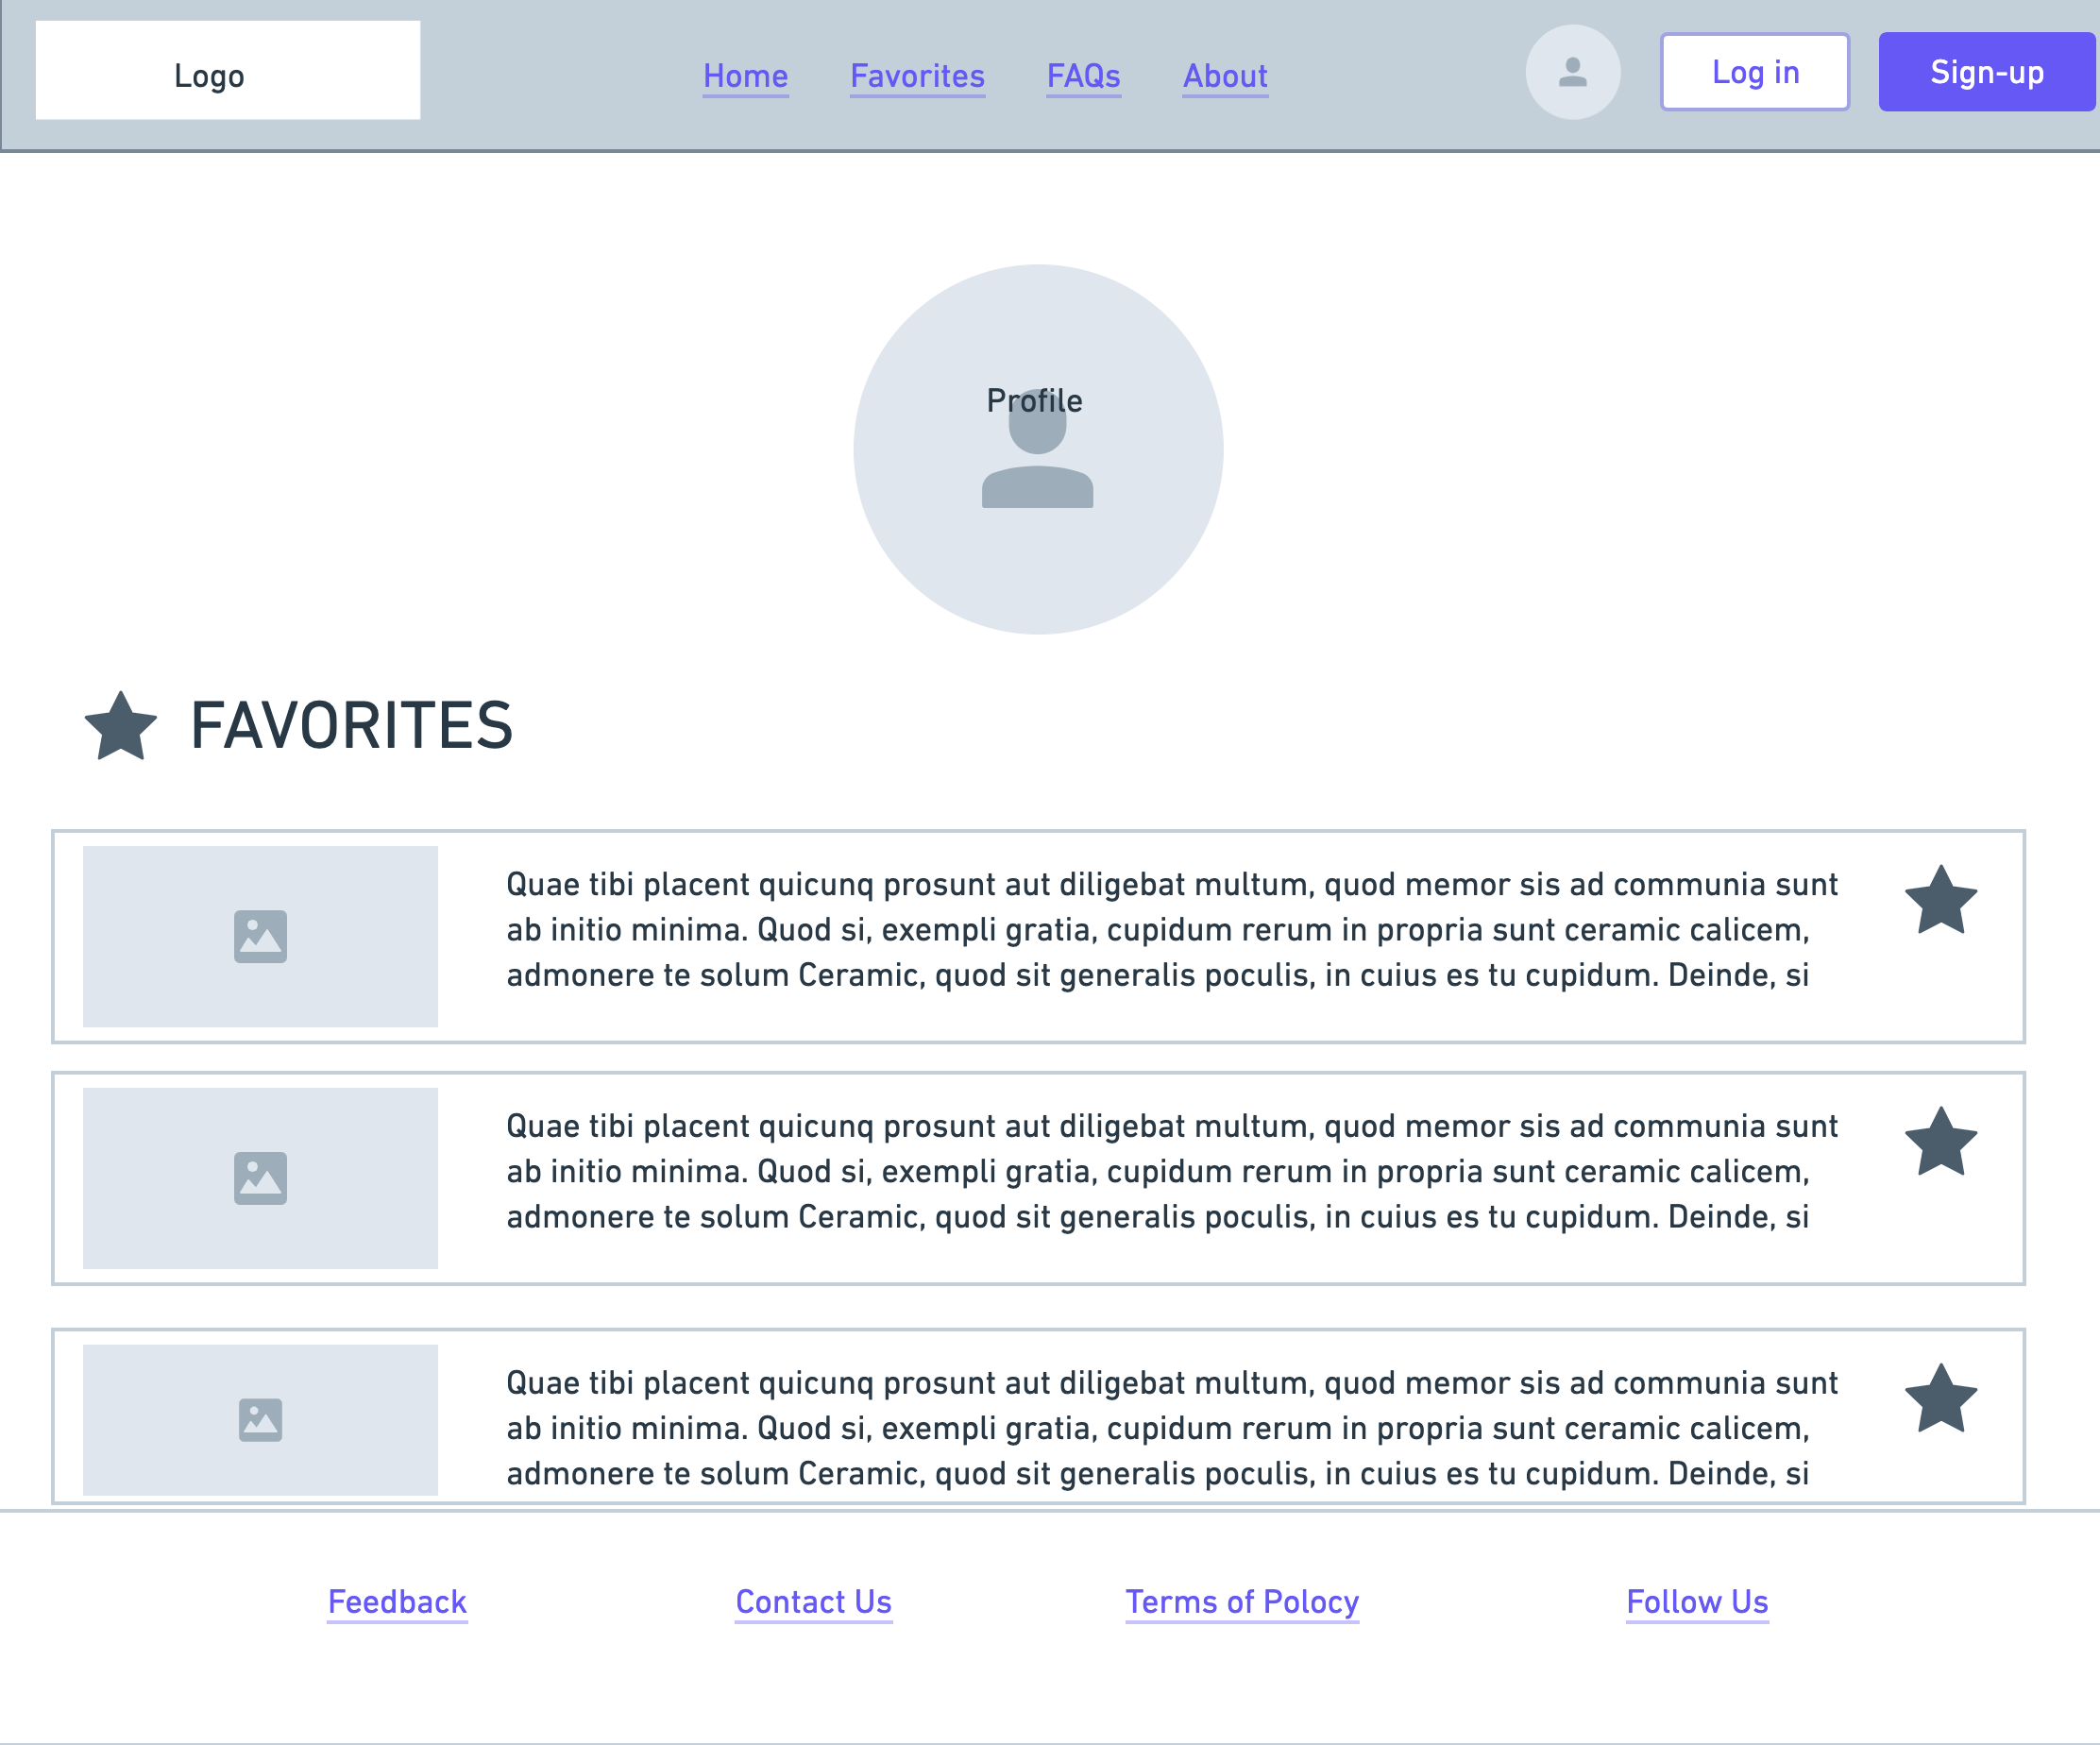 Logo
Home Favorites FAQs About
Log in Sign-up
Profile
FAVORITES
Quae tibi placent quicunq prosunt aut diligebat multum, quod memor sis ad communia sunt
ab initio minima. Quod si, exempli gratia, cupidum rerum in propria sunt ceramic calicem,
admonere te solum Ceramic, quod sit generalis poculis, in cuius es tu cupidum. Deinde, si
Quae tibi placent quicunq prosunt aut diligebat multum, quod memor sis ad communia sunt
ab initio minima. Quod si, exempli gratia, cupidum rerum in propria sunt ceramic calicem,
admonere te solum Ceramic, quod sit generalis poculis, in cuius es tu cupidum. Deinde, si
Quae tibi placent quicunq prosunt aut diligebat multum, quod memor sis ad communia sunt
ab initio minima. Quod si, exempli gratia, cupidum rerum in propria sunt ceramic calicem,
admonere te solum Ceramic, quod sit generalis poculis, in cuius es tu cupidum. Deinde, si
Feedback Contact Us Terms of Polocy Follow Us